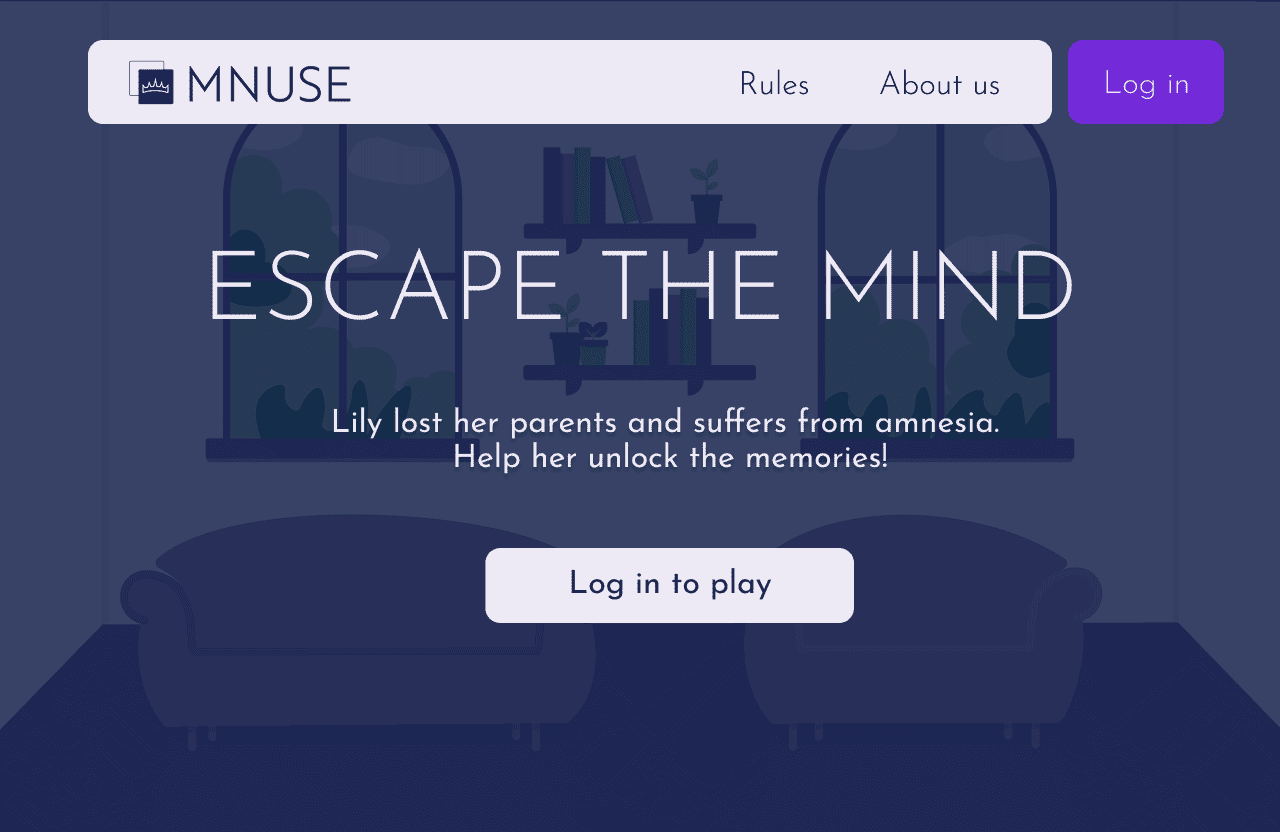 MNUSE
Rules
About us
Log in
ESCAPE THE MIND
Lily lost her parents and suffers from amnesia.
Help her unlock the memories!
Log in to play